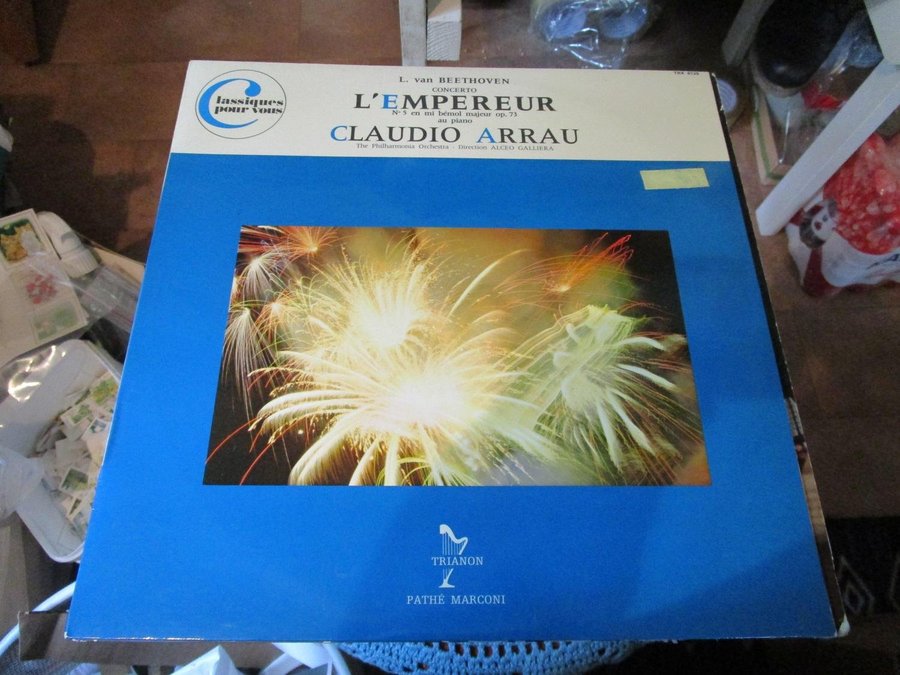 Classiques
pour vous
L. van BEETHOVEN
CONCERTO
L'EMPEREUR
N° 5 en mi bémol majeur op. 73
au piano
CLAUDIO ARRAU
The Philharmonia Orchestra - Direction ALCEO GALLIERA
TRIANON
PATHÉ MARCONI